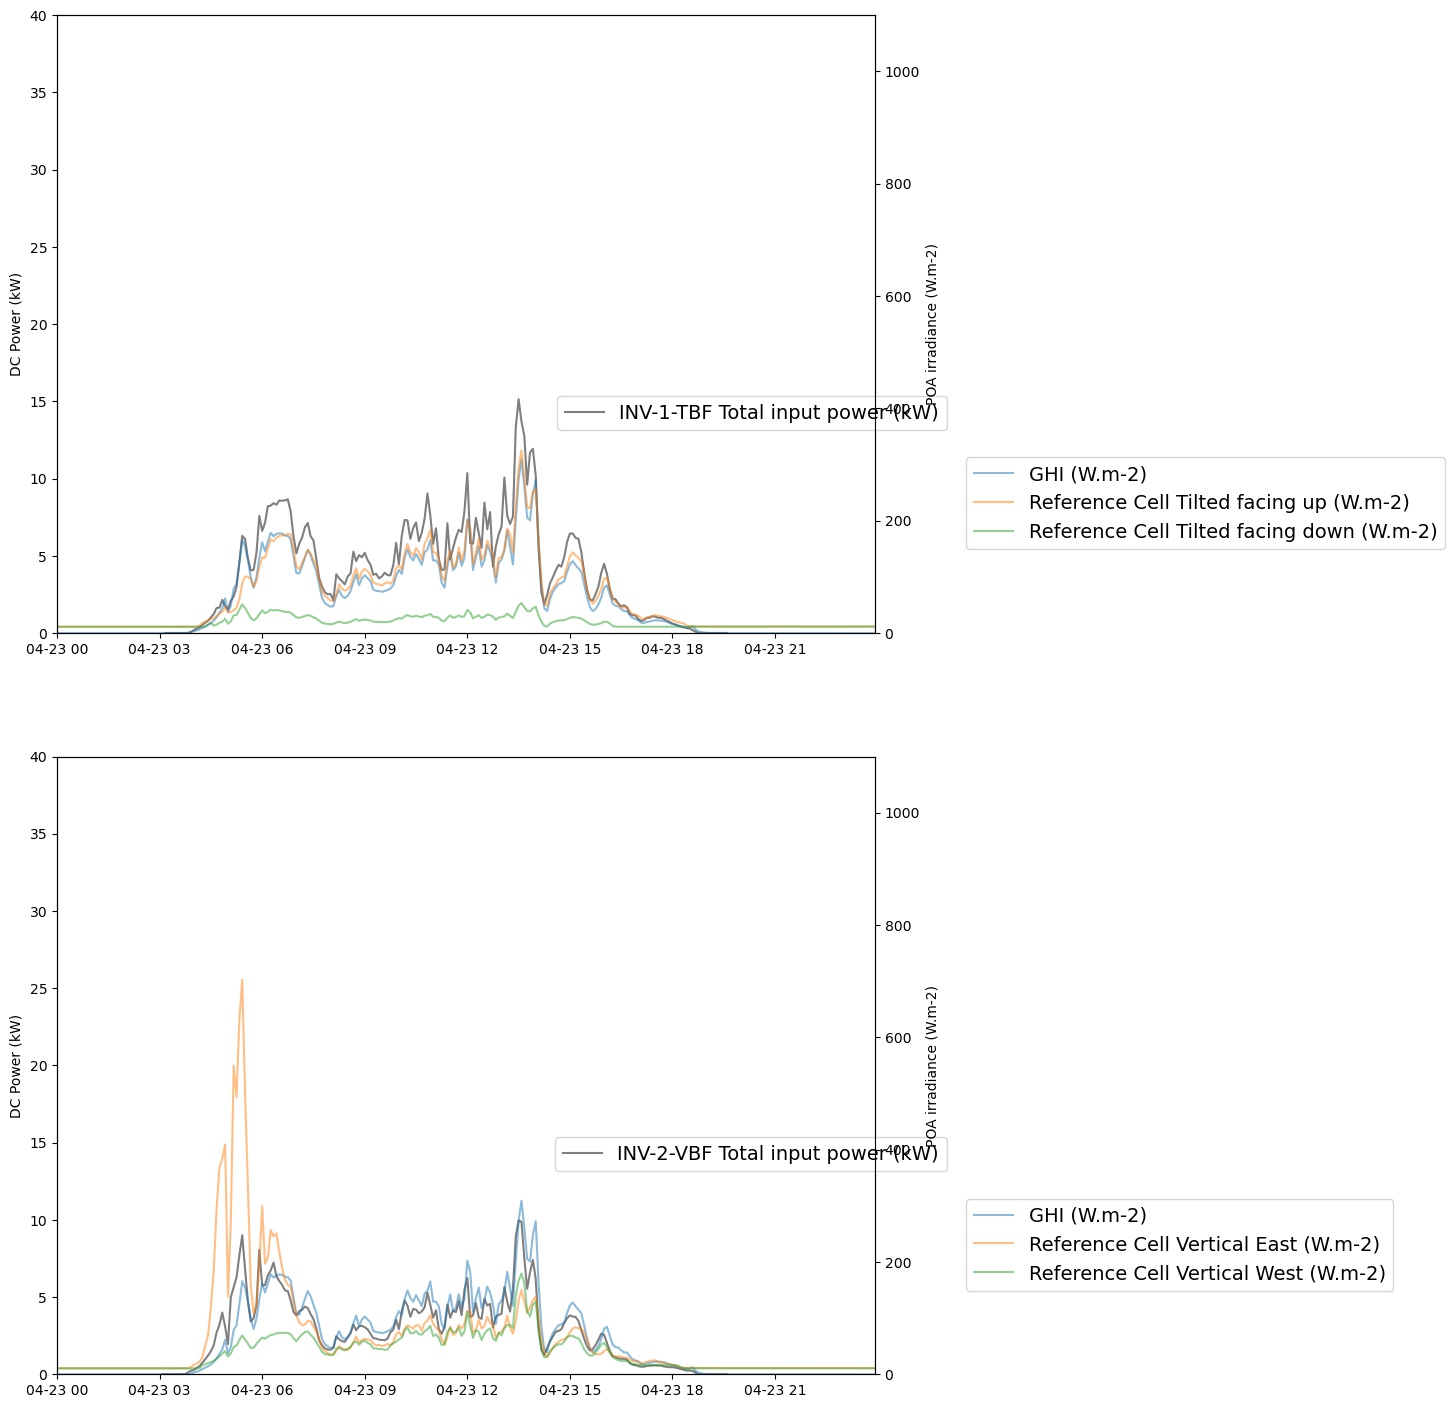 40
35
30
25
20
15
10
5
0
DC Power (kW)
1000
800
600
400
200
0
POA irradiance (W.m-2)
INV-1-TBF Total input power (kW)
GHI (W.m-2)
Reference Cell Tilted facing up (W.m-2)
Reference Cell Tilted facing down (W.m-2)
04-23 00 04-23 03 04-23 06 04-23 09 04-23 12 04-23 15 04-23 18 04-23 21
40
35
30
25
20
15
10
5
0
DC Power (kW)
1000
800
600
400
200
0
POA irradiance (W.m-2)
INV-2-VBF Total input power (kW)
GHI (W.m-2)
Reference Cell Vertical East (W.m-2)
Reference Cell Vertical West (W.m-2)
04-23 00 04-23 03 04-23 06 04-23 09 04-23 12 04-23 15 04-23 18 04-23 21